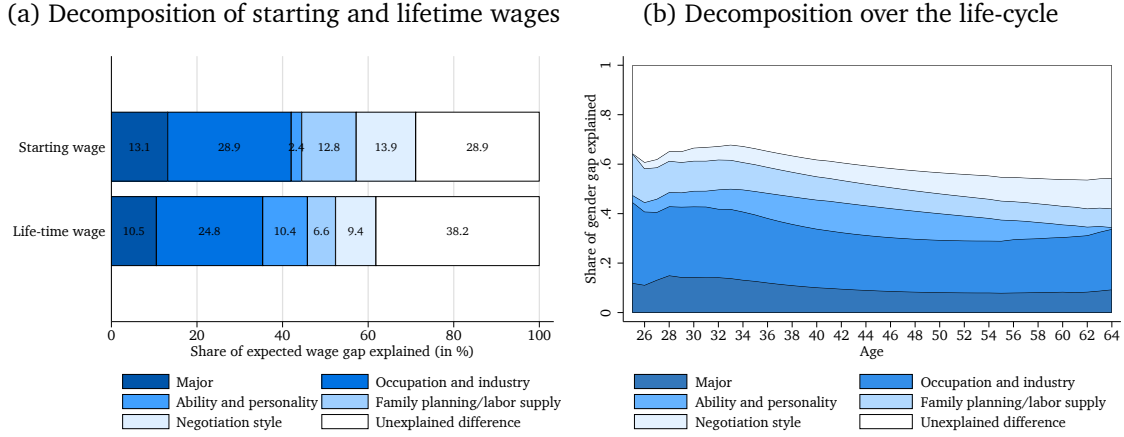 (a) Decomposition of starting and lifetime wages
Starting wage
13.1 28.9 2.4 12.8 13.9 28.9
Life-time wage
10.5 24.8 10.4 6.6 9.4 38.2
0 20 40 60 80 100
Share of expected wage gap explained (in %)
Major
Occupation and industry
Ability and personality
Family planning/labor supply
Negotiation style
Unexplained difference
(b) Decomposition over the life-cycle
Share of gender gap explained
1
.8
.6
.4
.2
0
26 28 30 32 34 36 38 40 42 44 46 48 50 52 54 56 58 60 62 64
Age
Major
Occupation and industry
Ability and personality
Family planning/labor supply
Negotiation style
Unexplained difference